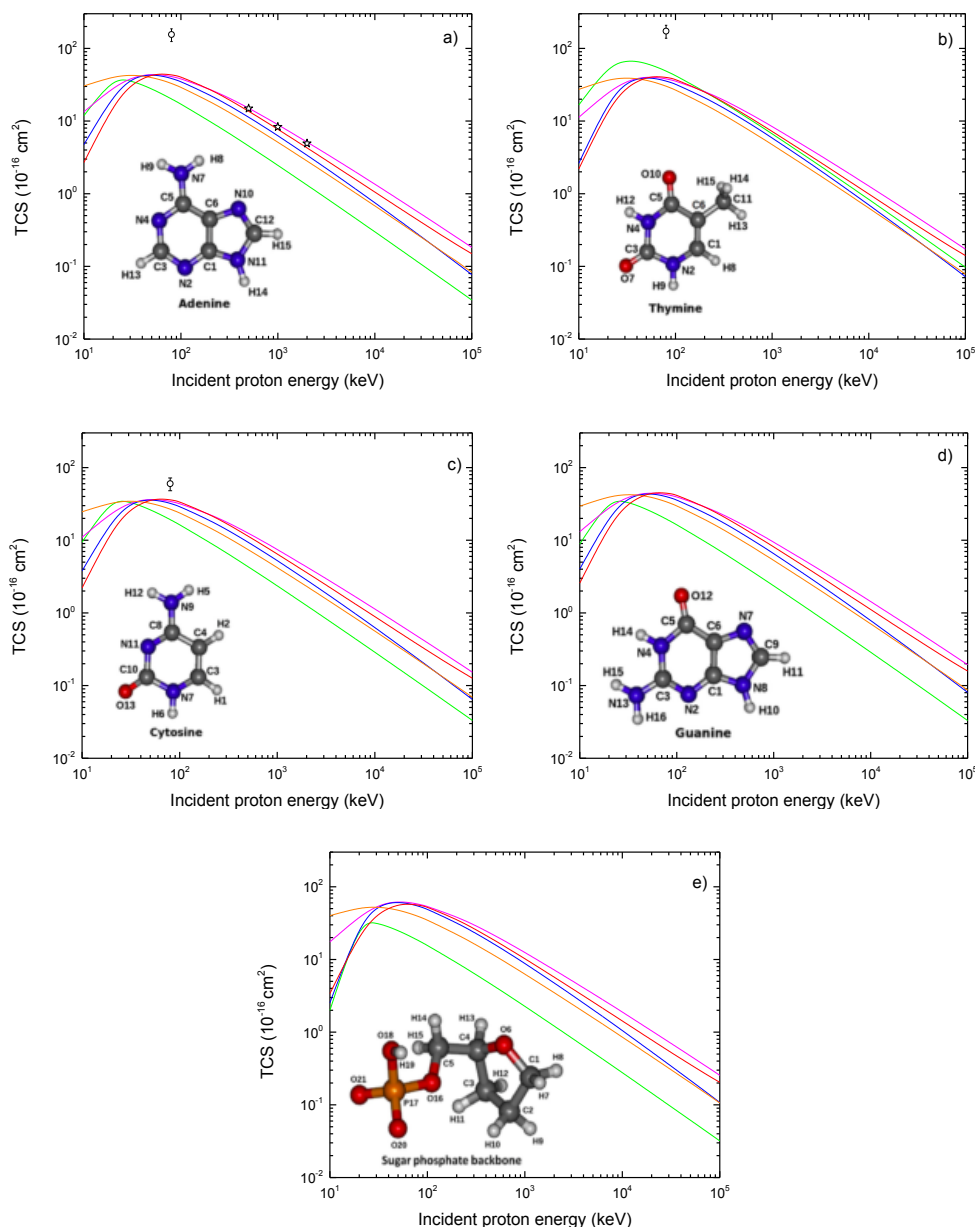 a)
TCS (10⁻¹⁶ cm²)
10² 10¹ 10⁰ 10⁻¹ 10⁻²
H9 H8
N7
C5 C6 N10
N4 C12
H15
C3 C1 N11
H13 N2
H14
Adenine
10¹ 10² 10³ 10⁴ 10⁵
Incident proton energy (keV)
b)
TCS (10⁻¹⁶ cm²)
10² 10¹ 10⁰ 10⁻¹ 10⁻²
O10 H15 H14
C5 C6 C11
H12
N4 H13
C3 C1
N2 H8
O7
H9
Thymine
10¹ 10² 10³ 10⁴ 10⁵
Incident proton energy (keV)
c)
TCS (10⁻¹⁶ cm²)
10² 10¹ 10⁰ 10⁻¹ 10⁻²
H12 H5
N9
C8 H2
N11 C4
C10 C3
N7 H1
O13
H6
Cytosine
10¹ 10² 10³ 10⁴ 10⁵
Incident proton energy (keV)
d)
TCS (10⁻¹⁶ cm²)
10² 10¹ 10⁰ 10⁻¹ 10⁻²
O12
C5 C6 N7
H14
N4 C9
H15 H11
N13 C3 C1 N8
N2 H10
H16
Guanine
10¹ 10² 10³ 10⁴ 10⁵
Incident proton energy (keV)
e)
TCS (10⁻¹⁶ cm²)
10² 10¹ 10⁰ 10⁻¹ 10⁻²
H14 H13 O6
O18 H15 C4
C5 C1 H8
H19 H12
O21 C3 H7
P17 O16
H11 C2
O20 H10 H9
Sugar phosphate backbone
10¹ 10² 10³ 10⁴ 10⁵
Incident proton energy (keV)